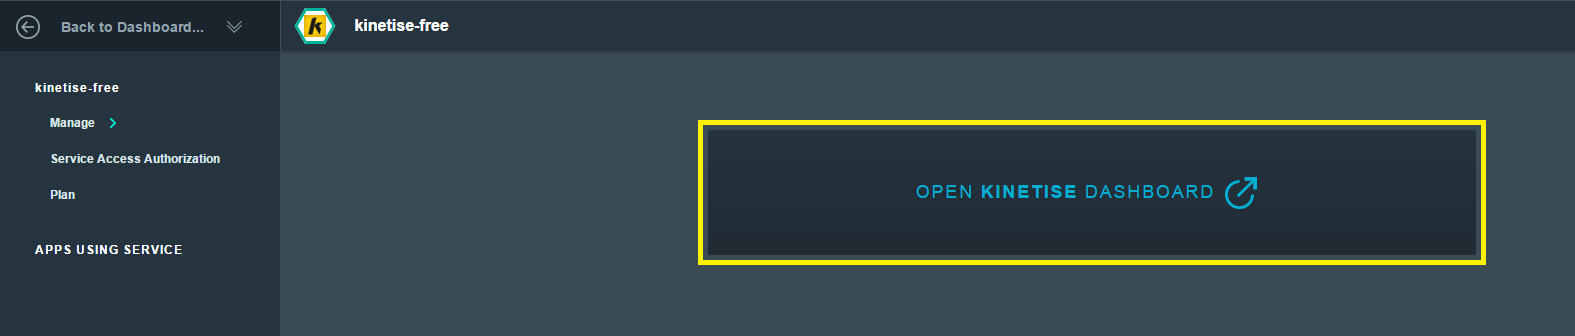 Back to Dashboard...
kinetise-free
kinetise-free
Manage
Service Access Authorization
Plan
APPS USING SERVICE
k
OPEN KINETISE DASHBOARD